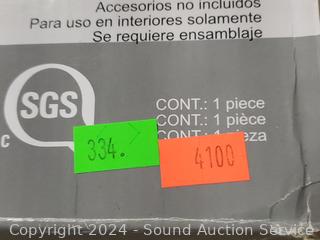 Accesorios no incluidos
Para uso en interiores solamente
Se requiere ensamblaje
SGS
C
CONT.: 1 piece
CONT.: 1 pièce
334.
4100
Copyright 2024 - Sound Auction Service